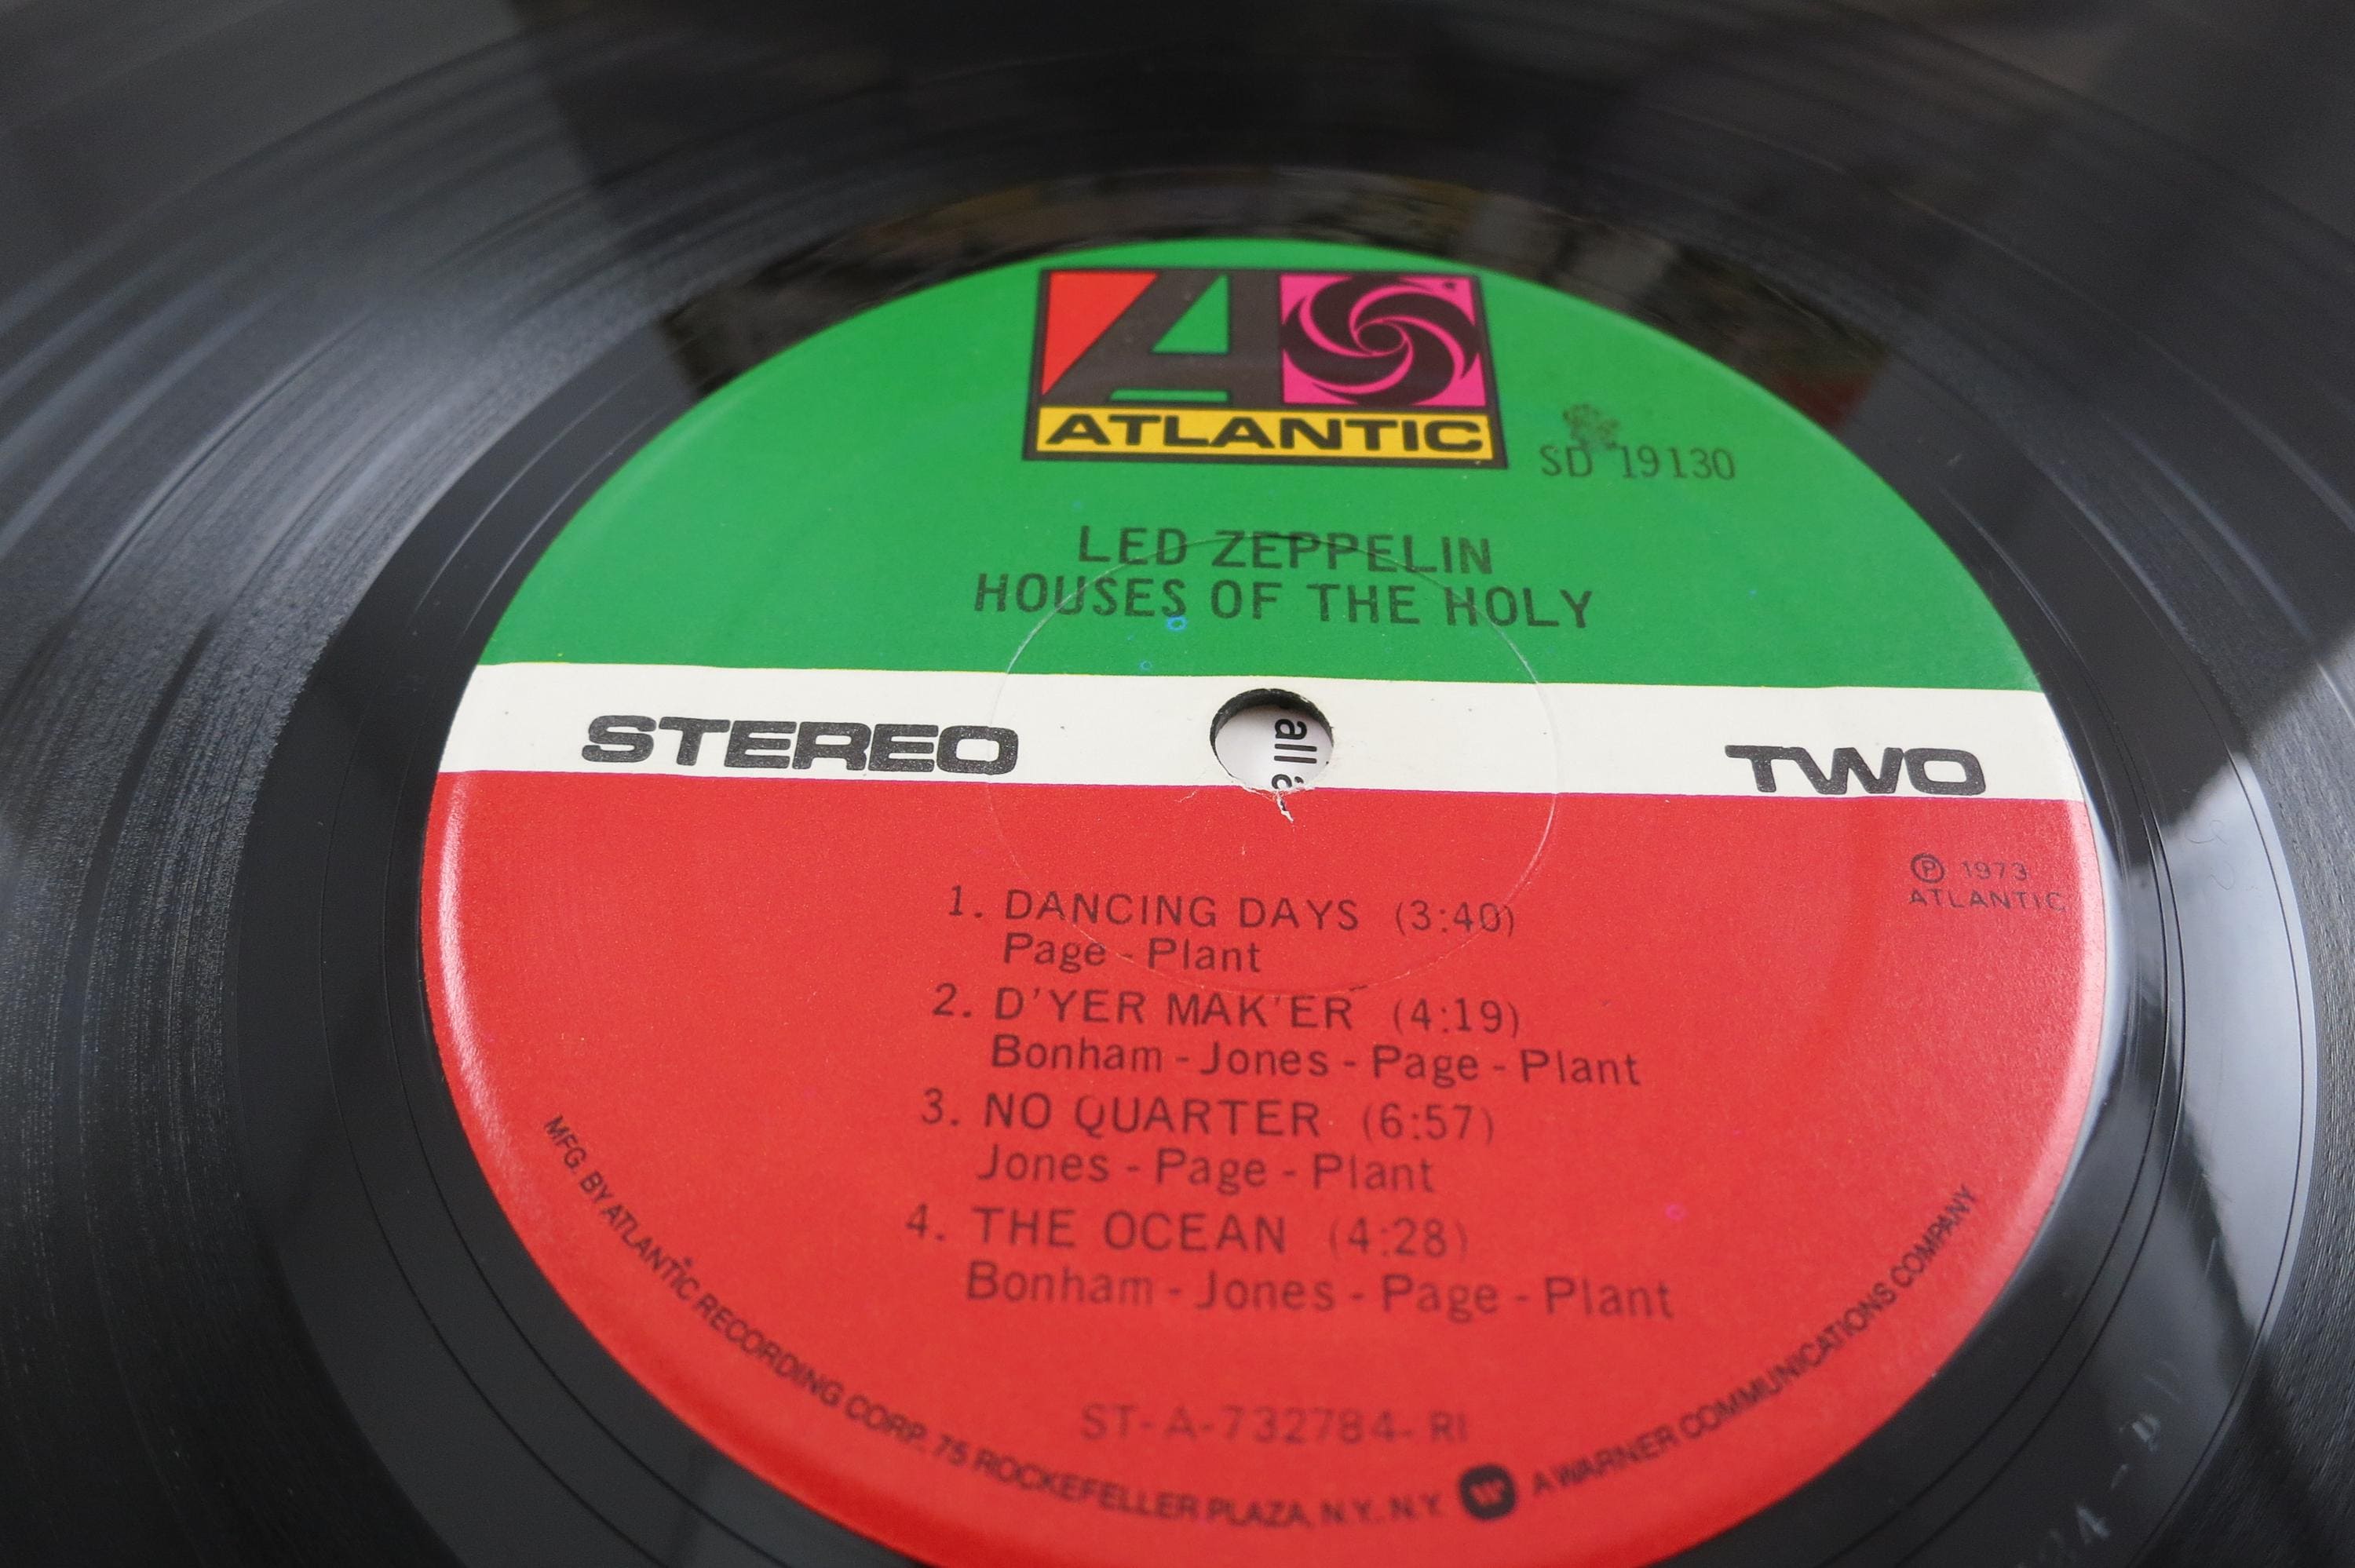 ATLANTIC
SD 19130
LED ZEPPELIN
HOUSES OF THE HOLY
STEREO
all
TWO
Ⓟ 1973
ATLANTIC
1. DANCING DAYS (3:40)
Page - Plant
2. D'YER MAK'ER (4:19)
Bonham - Jones - Page - Plant
3. NO QUARTER (6:57)
Jones - Page - Plant
4. THE OCEAN (4:28)
Bonham - Jones - Page - Plant
ST-A-732784-RI
MFG. BY ATLANTIC RECORDING CORP. 75 ROCKEFELLER PLAZA, N.Y. N.Y. W A WARNER COMMUNICATIONS COMPANY